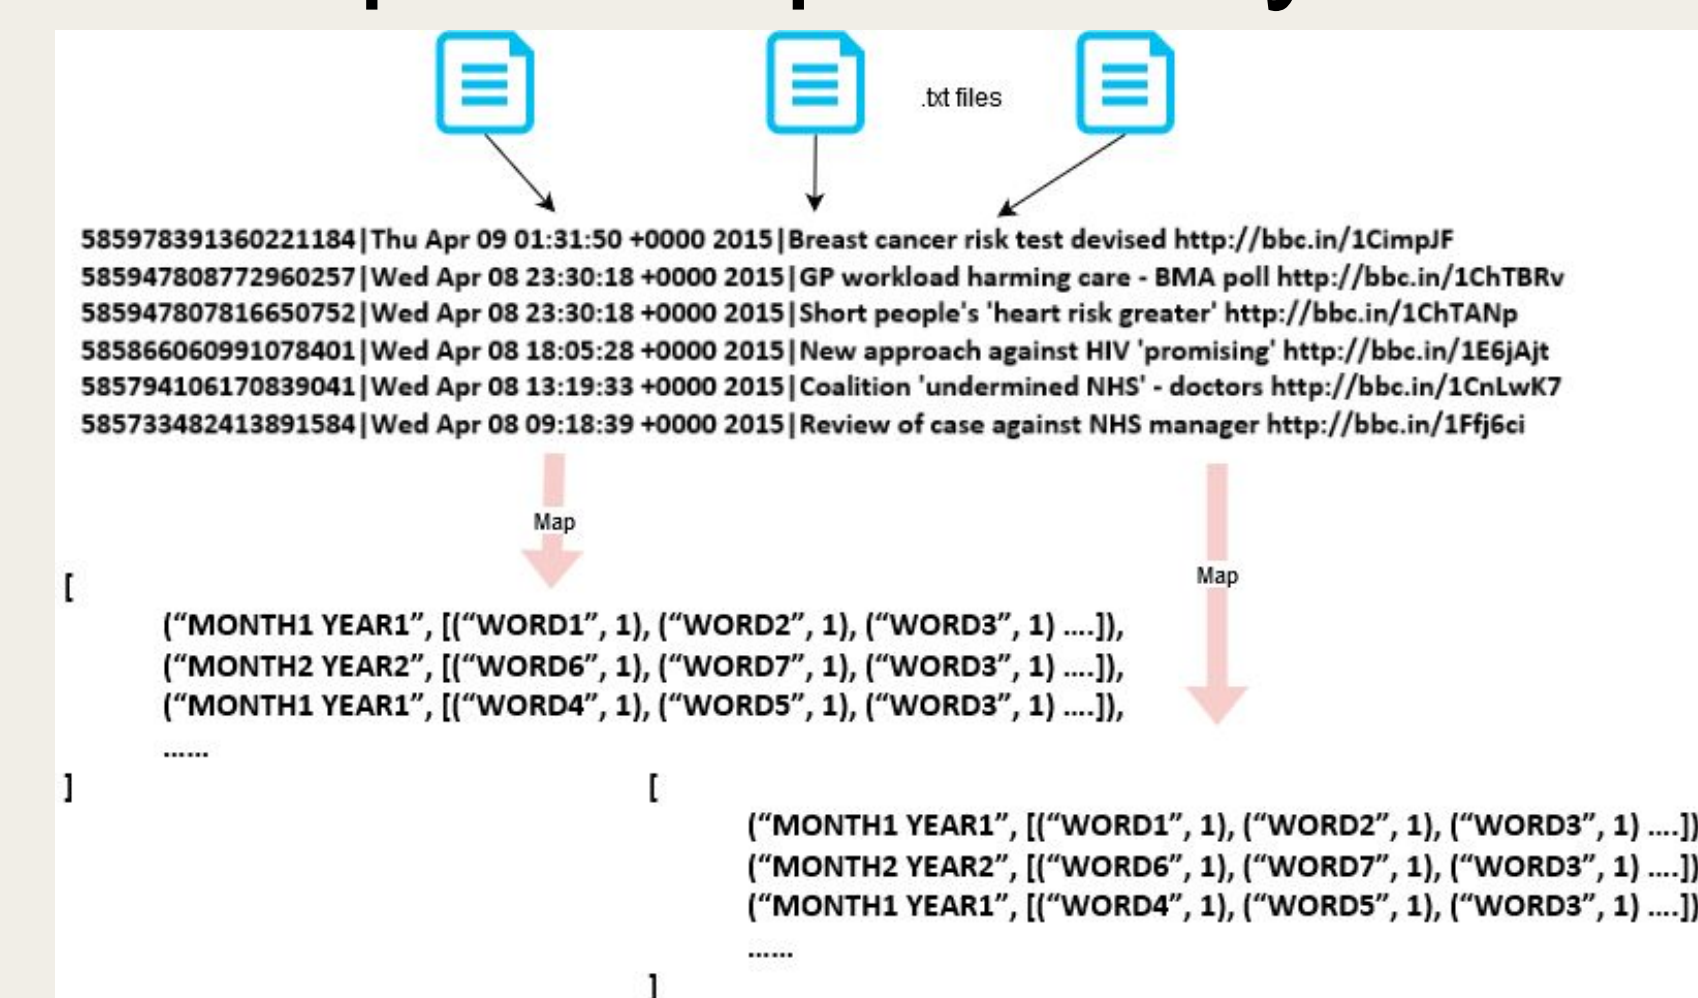 .txt files
585978391360221184|Thu Apr 09 01:31:50 +0000 2015|Breast cancer risk test devised http://bbc.in/1CimpJF
585947808772960257|Wed Apr 08 23:30:18 +0000 2015|GP workload harming care - BMA poll http://bbc.in/1ChTBRv
585947807816650752|Wed Apr 08 23:30:18 +0000 2015|Short people's 'heart risk greater' http://bbc.in/1ChTANp
585866060991078401|Wed Apr 08 18:05:28 +0000 2015|New approach against HIV 'promising' http://bbc.in/1E6jAjt
585794106170839041|Wed Apr 08 13:19:33 +0000 2015|Coalition 'undermined NHS' - doctors http://bbc.in/1CnLwK7
585733482413891584|Wed Apr 08 09:18:39 +0000 2015|Review of case against NHS manager http://bbc.in/1Ffj6ci
Map
Map
[
(“MONTH1 YEAR1”, [(“WORD1”, 1), (“WORD2”, 1), (“WORD3”, 1) ....]),
(“MONTH2 YEAR2”, [(“WORD6”, 1), (“WORD7”, 1), (“WORD3”, 1) ....]),
(“MONTH1 YEAR1”, [(“WORD4”, 1), (“WORD5”, 1), (“WORD3”, 1) ....]),
......
]
[
(“MONTH1 YEAR1”, [(“WORD1”, 1), (“WORD2”, 1), (“WORD3”, 1) ....])
(“MONTH2 YEAR2”, [(“WORD6”, 1), (“WORD7”, 1), (“WORD3”, 1) ....])
(“MONTH1 YEAR1”, [(“WORD4”, 1), (“WORD5”, 1), (“WORD3”, 1) ....])
......
]